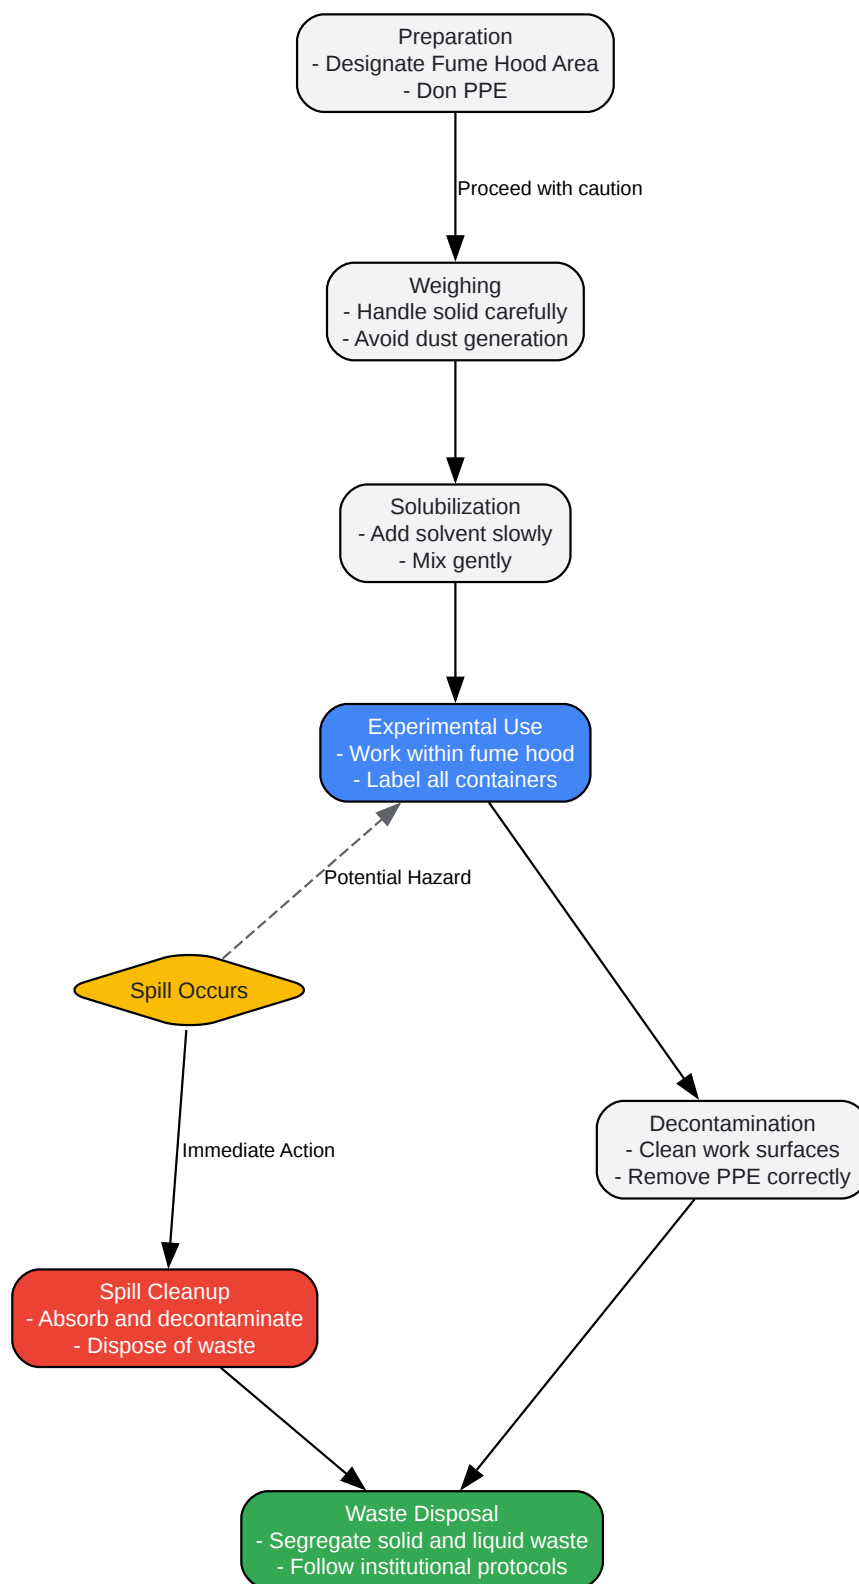 Preparation
- Designate Fume Hood Area
- Don PPE
Proceed with caution
Weighing
- Handle solid carefully
- Avoid dust generation
Solubilization
- Add solvent slowly
- Mix gently
Experimental Use
- Work within fume hood
- Label all containers
Potential Hazard
Spill Occurs
Immediate Action
Decontamination
- Clean work surfaces
- Remove PPE correctly
Spill Cleanup
- Absorb and decontaminate
- Dispose of waste
Waste Disposal
- Segregate solid and liquid waste
- Follow institutional protocols